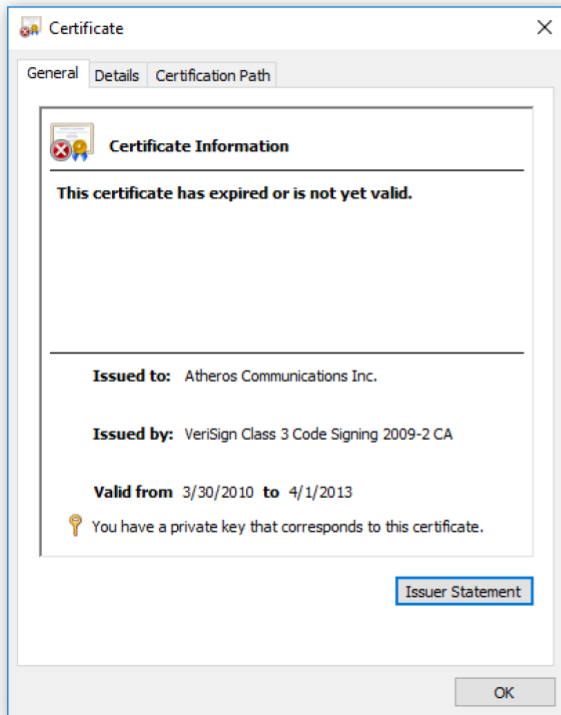 Certificate
General Details Certification Path
Certificate Information
This certificate has expired or is not yet valid.
Issued to: Atheros Communications Inc.
Issued by: VeriSign Class 3 Code Signing 2009-2 CA
Valid from 3/30/2010 to 4/1/2013
You have a private key that corresponds to this certificate.
Issuer Statement
OK